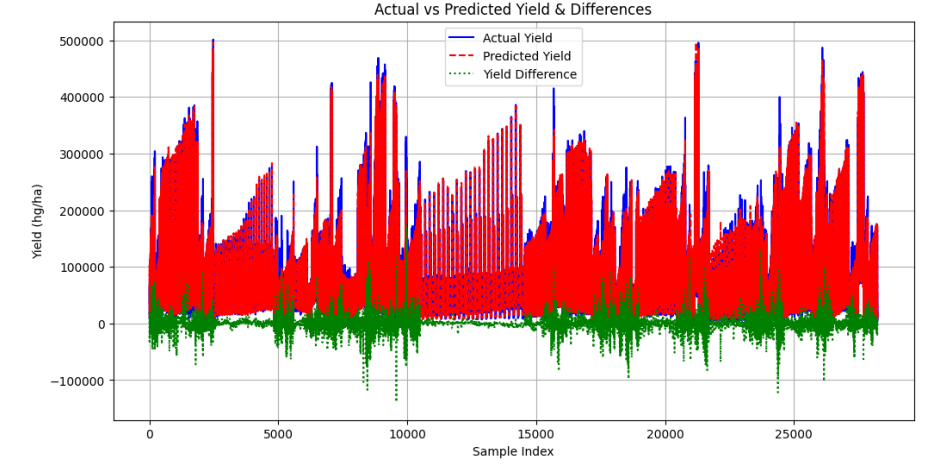 Actual vs Predicted Yield & Differences
Actual Yield
Predicted Yield
Yield Difference
Yield (hg/ha)
500000
400000
300000
200000
100000
0
−100000
0
5000
10000
15000
20000
25000
Sample Index